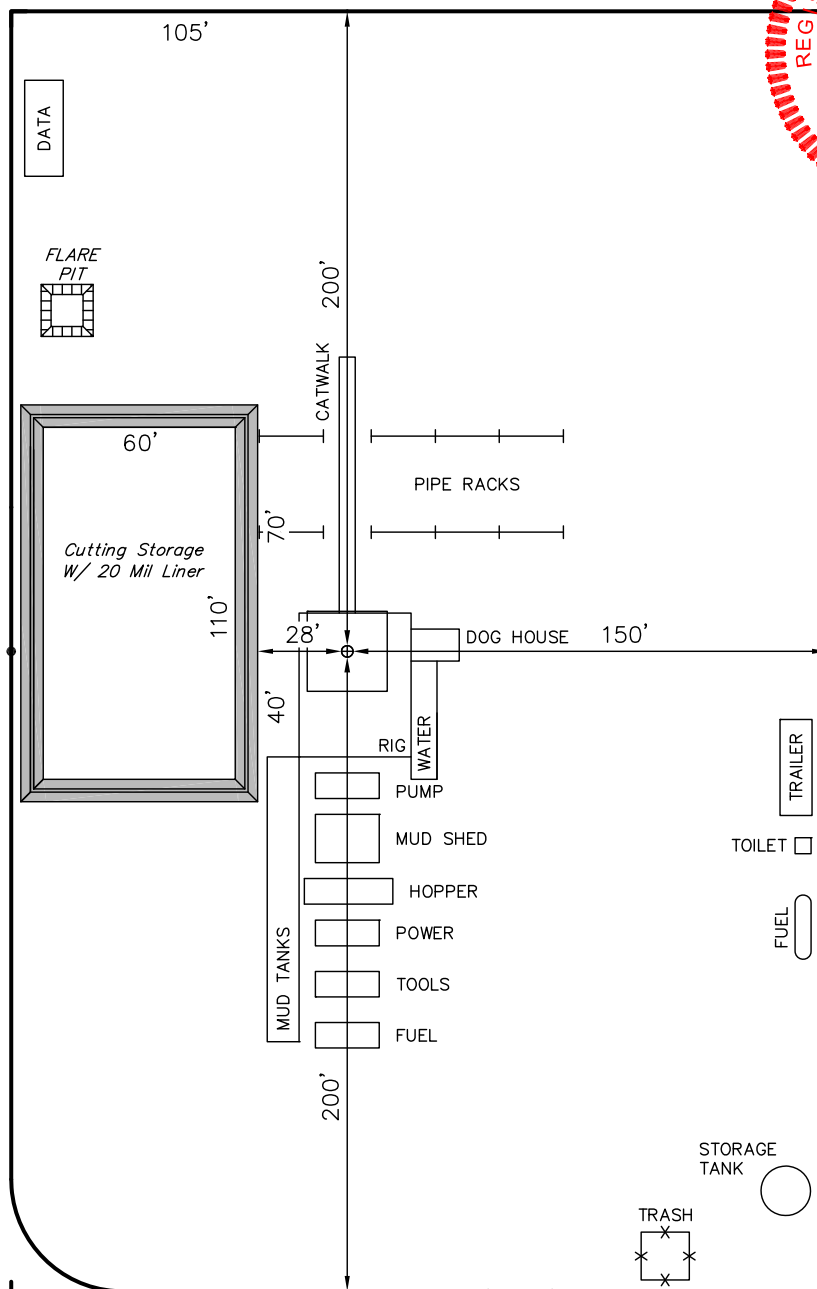 105'
REG
DATA
FLARE
PIT
200'
CATWALK
60'
PIPE RACKS
70'
Cutting Storage
W/ 20 Mil Liner
110'
28'
DOG HOUSE
150'
40'
RIG
WATER
PUMP
TRAILER
MUD SHED
TOILET
HOPPER
FUEL
POWER
MUD TANKS
TOOLS
FUEL
200'
STORAGE
TANK
TRASH